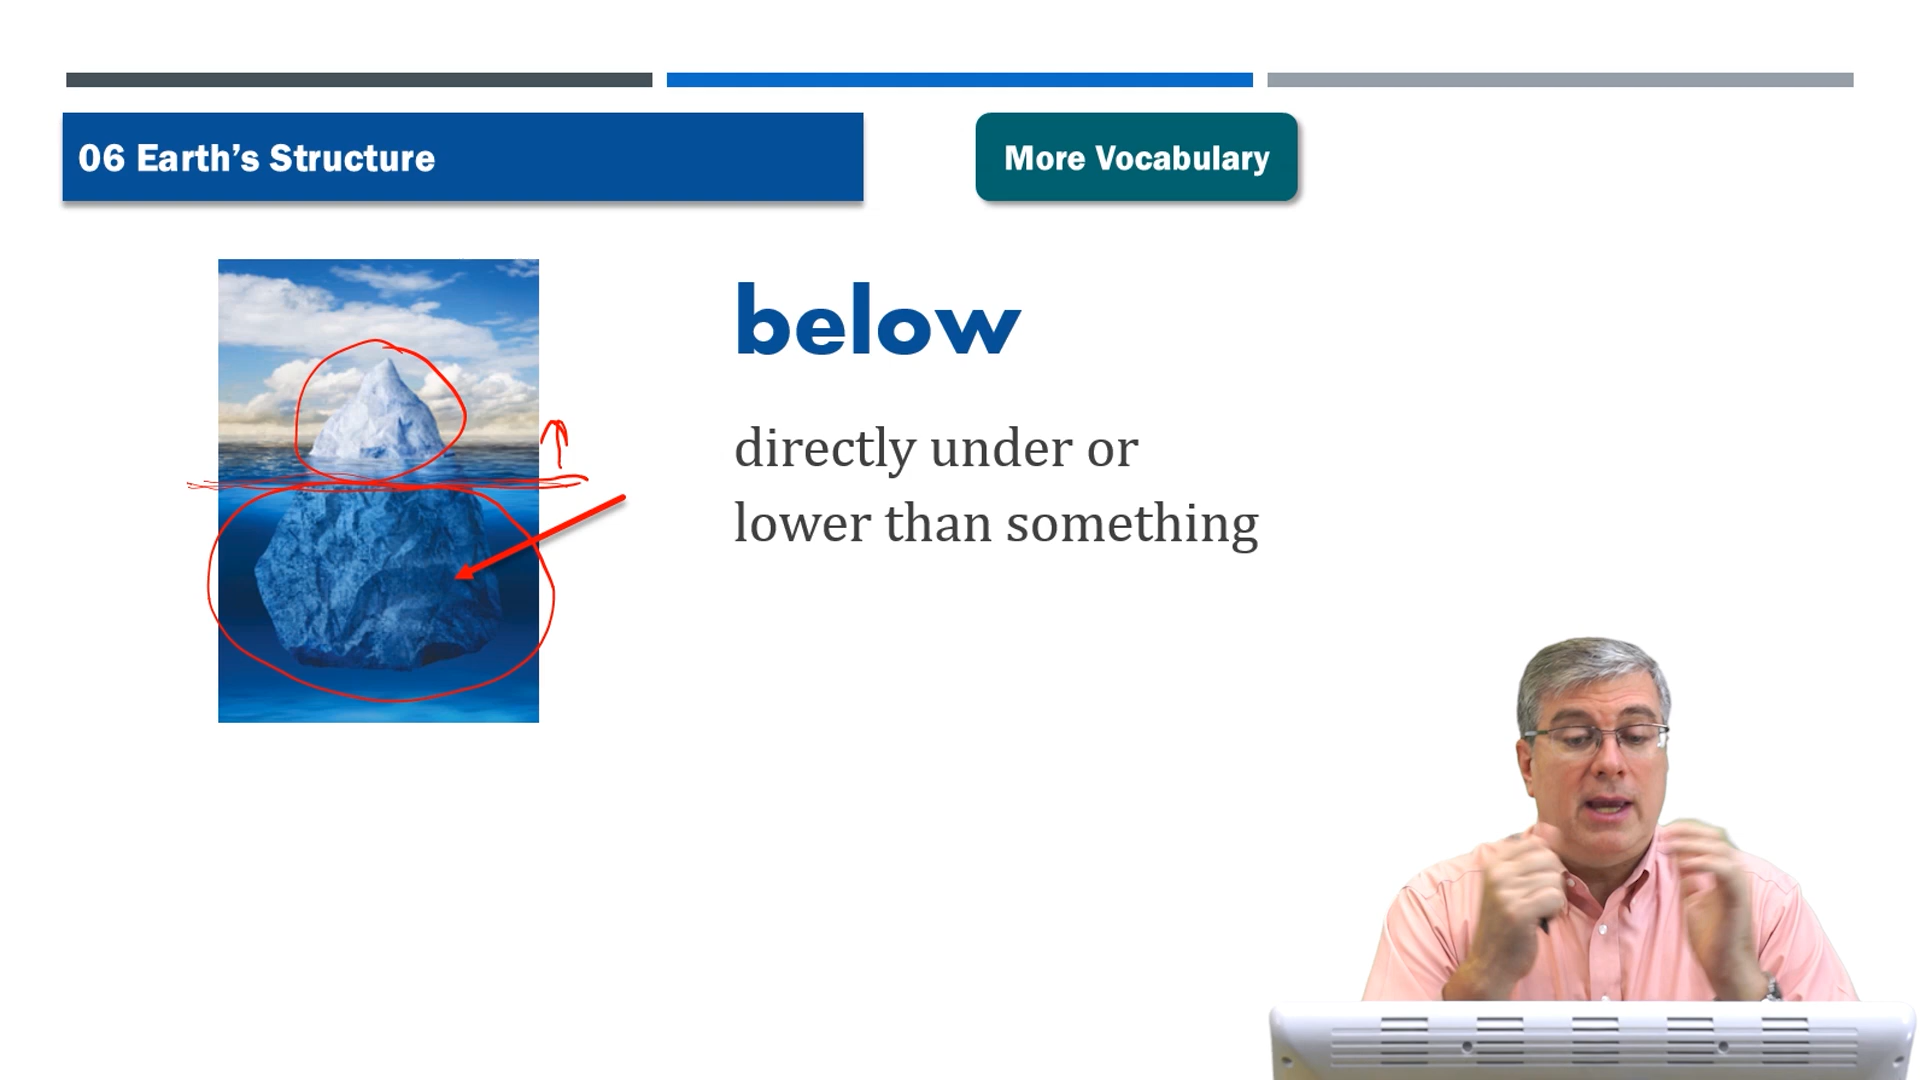 06 Earth’s Structure
More Vocabulary
below
directly under or
lower than something